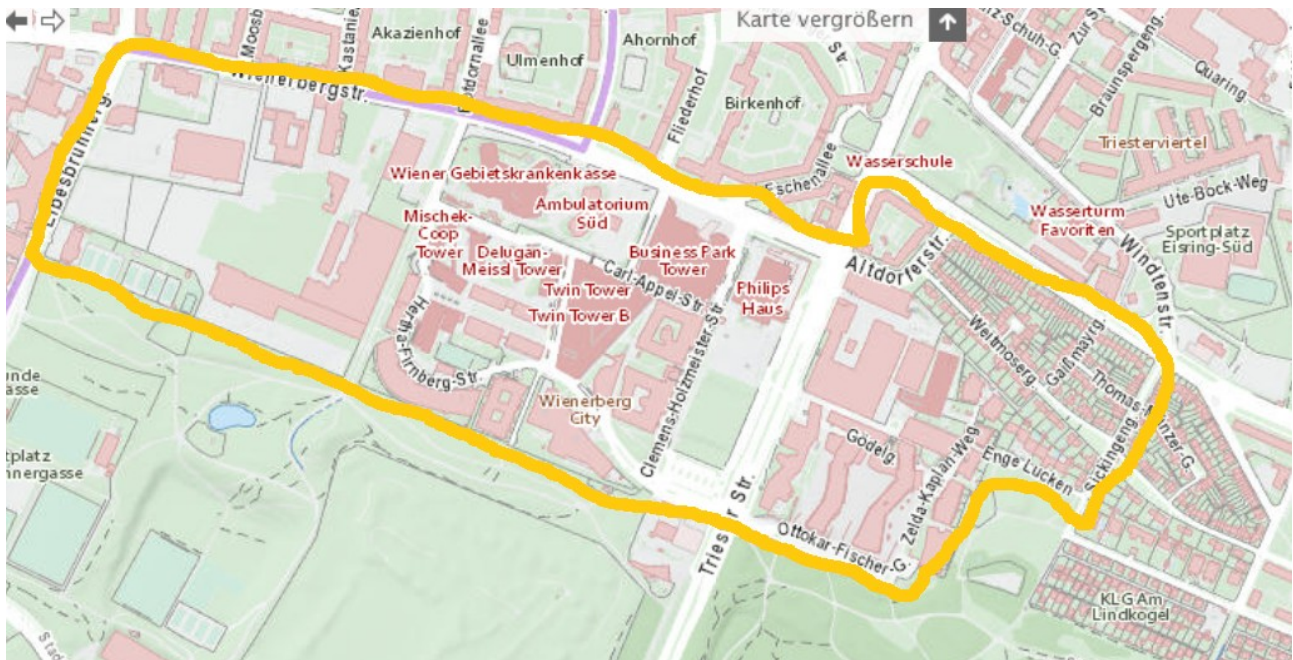 Karte vergrößern
Akazienhof
Ahornhof
Ulmenhof
Birkenhof
Fliederhof
Wienerbergstr.
Eschenallee
Braunspergeng.
Quaring.
Triesterviertel
Ute-Bock-Weg
Wasserschule
Wasserturm
Favoriten
Sportplatz
Eisring-Süd
Windtenstr.
Wiener Gebietskrankenkasse
Ambulatorium
Süd
Mischek-
Coop
Tower
Delugan-
Meissl Tower
Business Park
Tower
Twin Tower
Twin Tower B
Carl-Appel-Str.
Philips
Haus
Altdorferstr.
Weitmoserg.
Gaißmayrg.
Sickingeng.
Hertha-Firnberg-Str.
Wienerberg
City
Clemens-Holzmeister-Str.
Gödelg.
Zelda-Kaplan-Weg
Enge Lucken
Ottokar-Fischer-G.
KLG Am
Lindkogel